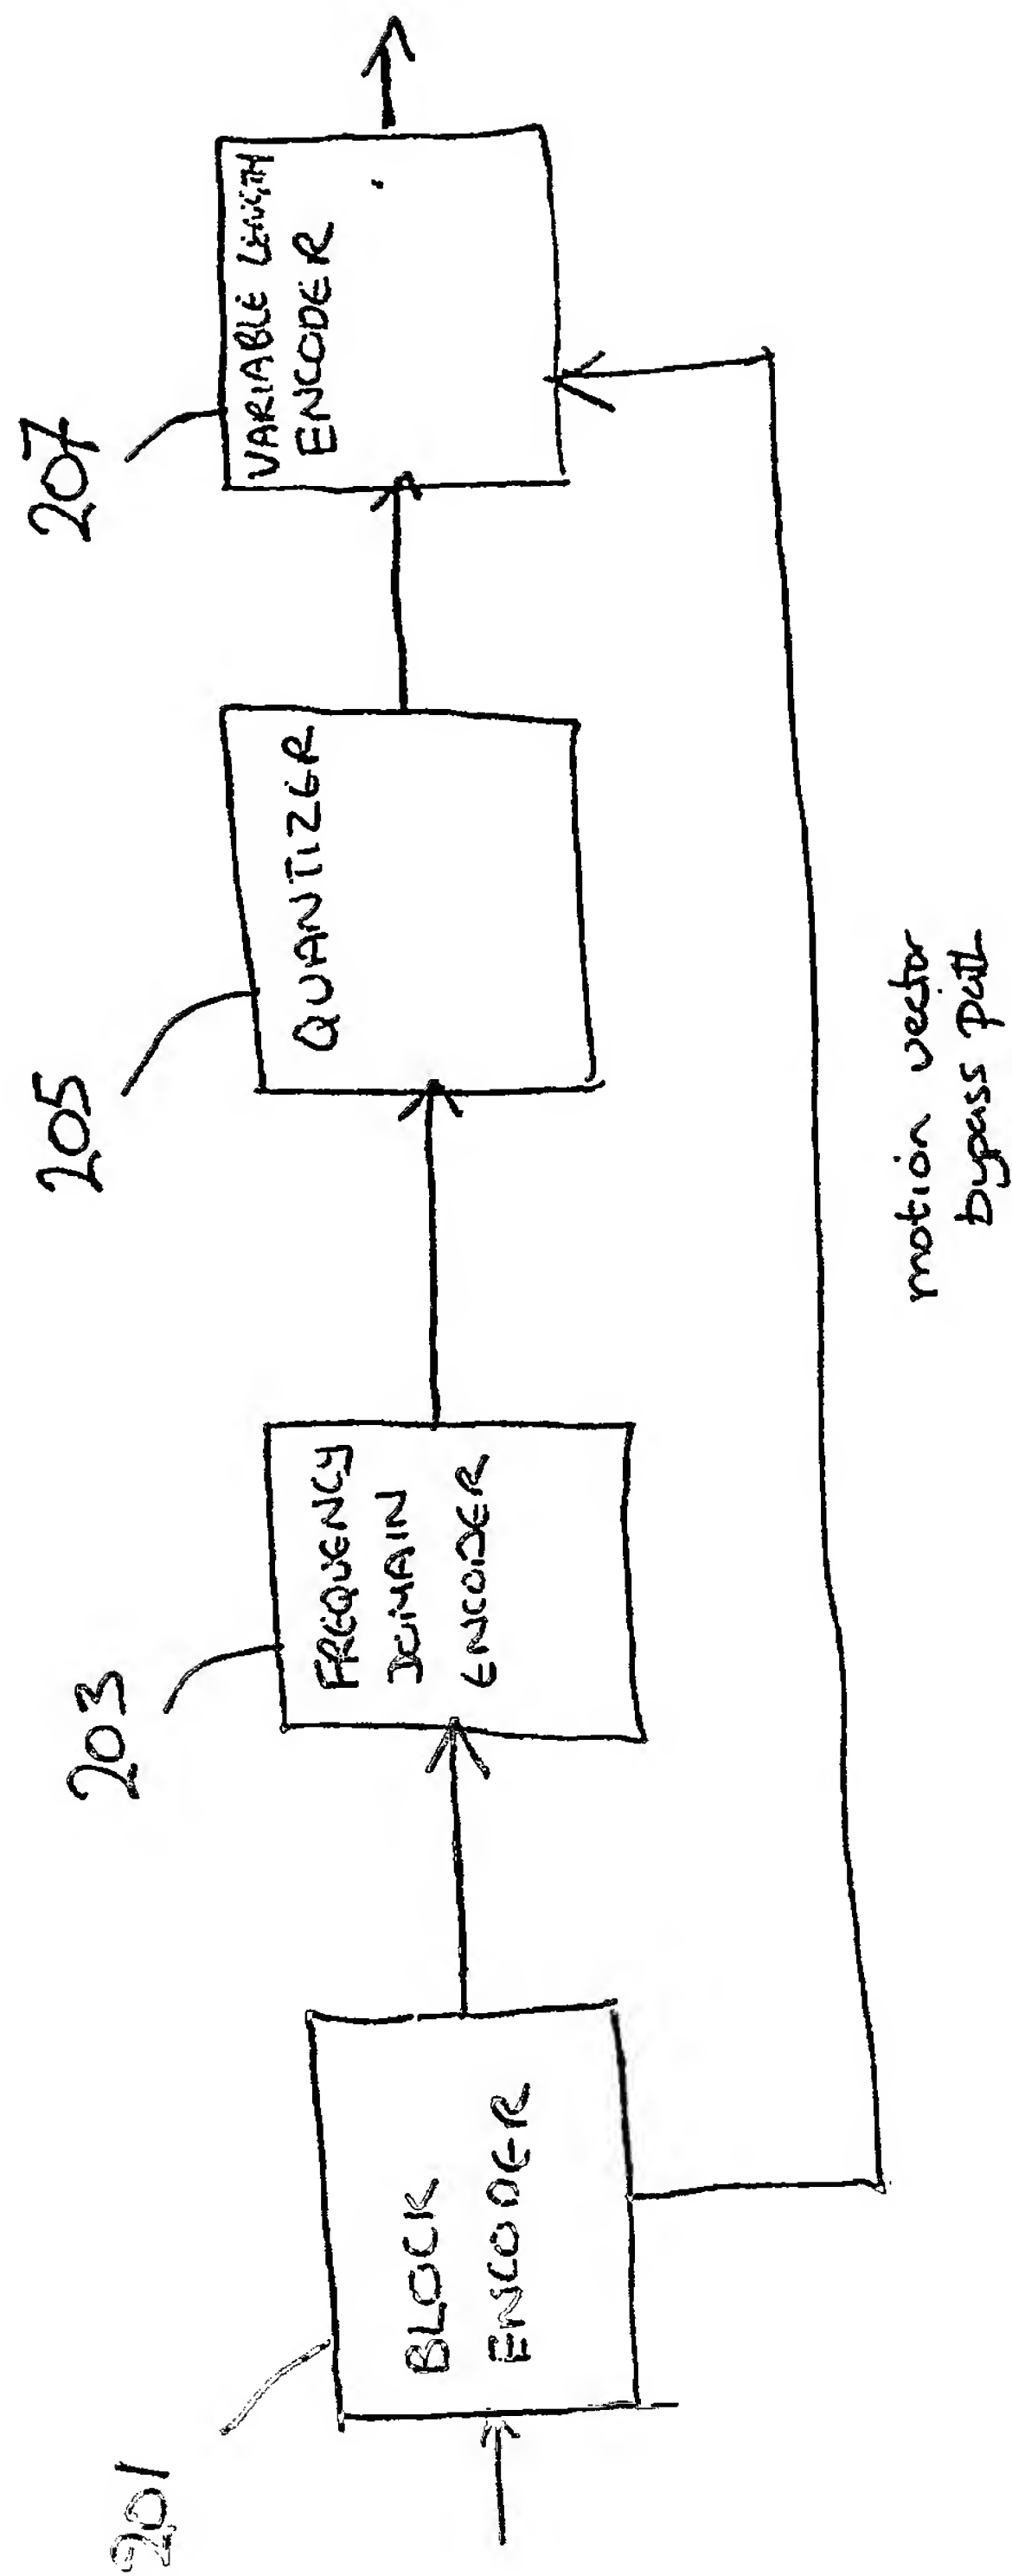 201
BLOCK
ENCODER
203
FREQUENCY
DOMAIN
ENCODER
205
QUANTIZER
207
VARIABLE LENGTH
ENCODER
motion vector
bypass path